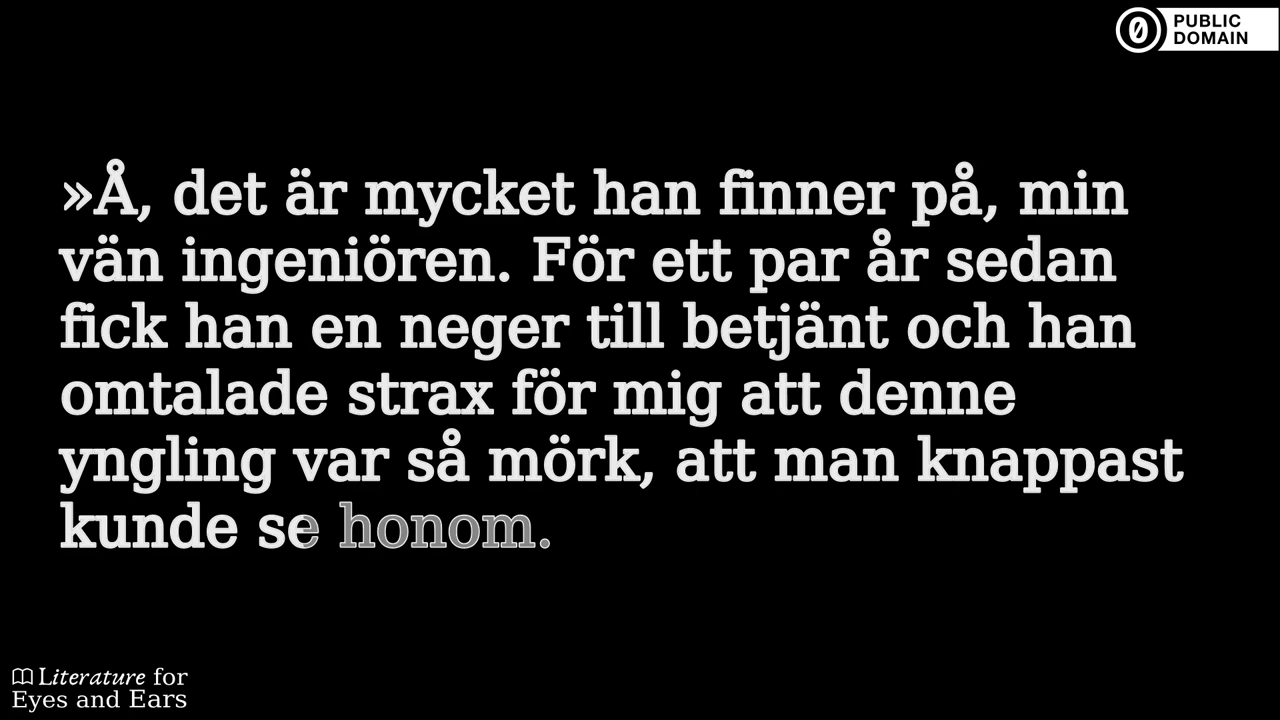 PUBLIC
DOMAIN
»Å, det är mycket han finner på, min
vän ingeniören. För ett par år sedan
fick han en neger till betjänt och han
omtalade strax för mig att denne
yngling var så mörk, att man knappast
kunde se honom.
Literature for
Eyes and Ears